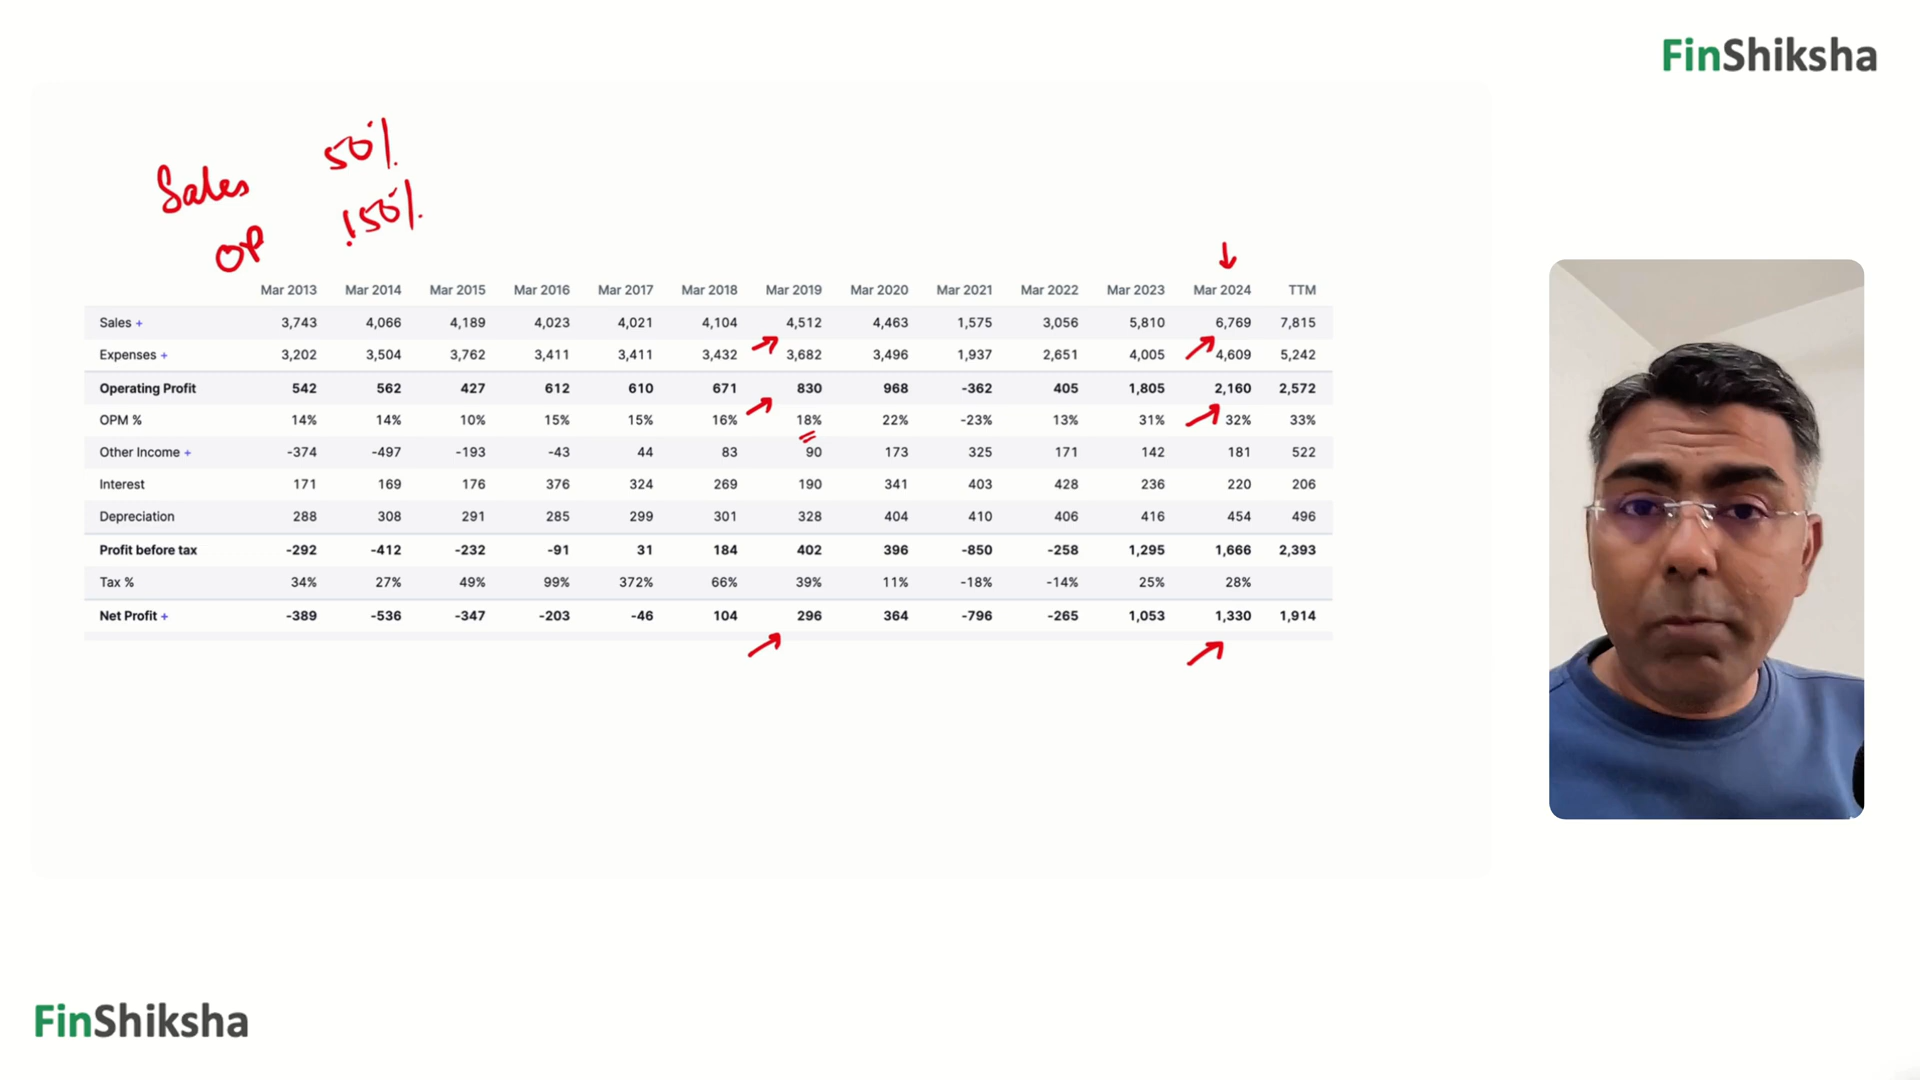 FinShiksha
Sales 50%
OP 150%
Mar 2013 Mar 2014 Mar 2015 Mar 2016 Mar 2017 Mar 2018 Mar 2019 Mar 2020 Mar 2021 Mar 2022 Mar 2023 Mar 2024 TTM
Sales + 3,743 4,066 4,189 4,023 4,021 4,104 4,512 4,463 1,575 3,056 5,810 6,769 7,815
Expenses + 3,202 3,504 3,762 3,411 3,411 3,432 3,682 3,496 1,937 2,651 4,005 4,609 5,242
Operating Profit 542 562 427 612 610 671 830 968 -362 405 1,805 2,160 2,572
OPM % 14% 14% 10% 15% 15% 16% 18% 22% -23% 13% 31% 32% 33%
Other Income + -374 -497 -193 -43 44 83 90 173 325 171 142 181 522
Interest 171 169 176 376 324 269 190 341 403 428 236 220 206
Depreciation 288 308 291 285 299 301 328 404 410 406 416 454 496
Profit before tax -292 -412 -232 -91 31 184 402 396 -850 -258 1,295 1,666 2,393
Tax % 34% 27% 49% 99% 372% 66% 39% 11% -18% -14% 25% 28%
Net Profit + -389 -536 -347 -203 -46 104 296 364 -796 -265 1,053 1,330 1,914
FinShiksha